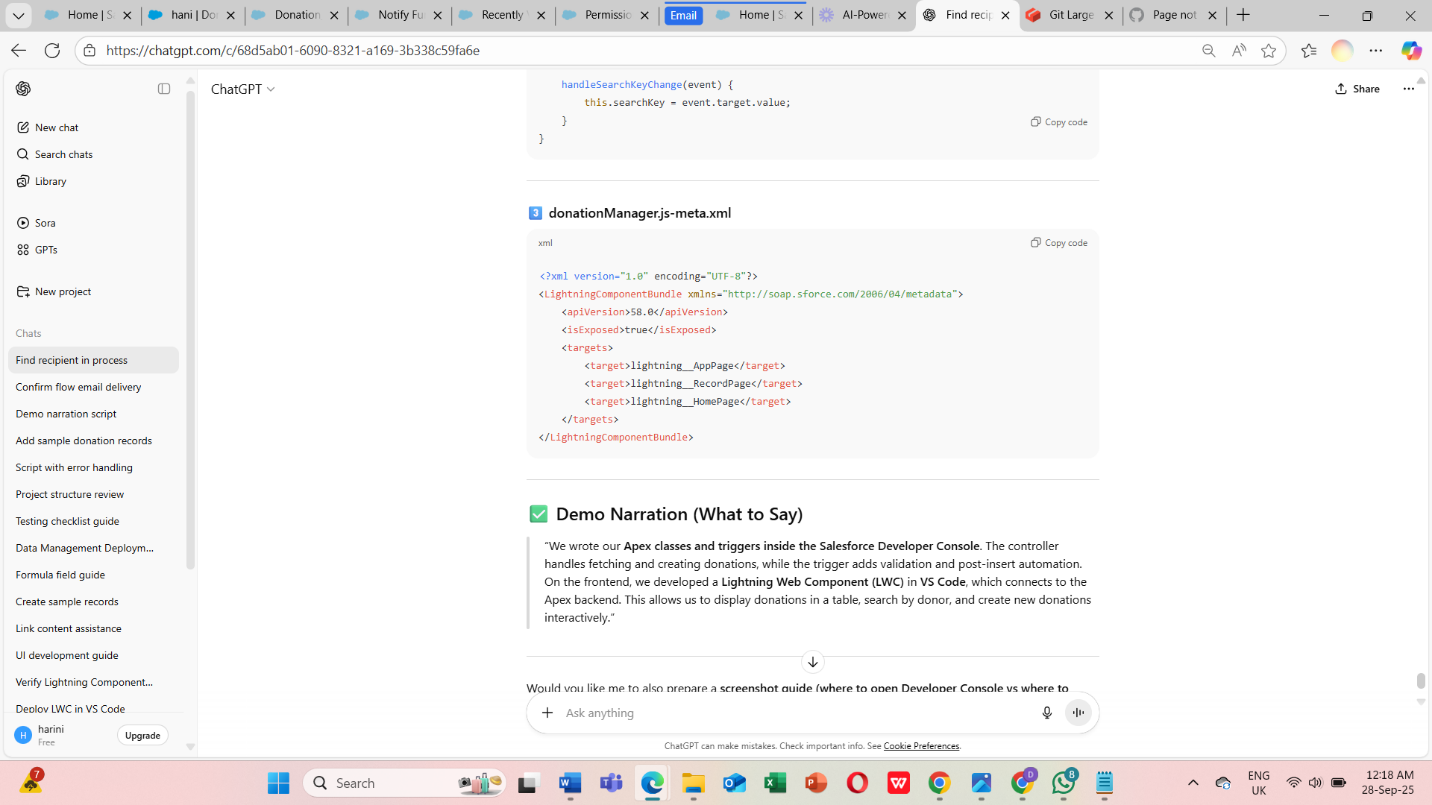 Home | S
hani | Do
Donation
Notify Fu
Recently
Permissio
Email
Home | S
AI-Power
Find recip
Git Large
Page not
https://chatgpt.com/c/68d5ab01-6090-8321-a169-3b338c59fa6e
ChatGPT
Share
New chat
Search chats
Library
Sora
GPTs
New project
Chats
Find recipient in process
Confirm flow email delivery
Demo narration script
Add sample donation records
Script with error handling
Project structure review
Testing checklist guide
Data Management Deploym...
Formula field guide
Create sample records
Link content assistance
UI development guide
Verify Lightning Component...
Deploy LWC in VS Code
H
harini
Free
Upgrade
handleSearchKeyChange(event) {
this.searchKey = event.target.value;
}
Copy code
}
3 donationManager.js-meta.xml
xml
Copy code
<?xml version="1.0" encoding="UTF-8"?>
<LightningComponentBundle xmlns="http://soap.sforce.com/2006/04/metadata">
<apiVersion>58.0</apiVersion>
<isExposed>true</isExposed>
<targets>
<target>lightning__AppPage</target>
<target>lightning__RecordPage</target>
<target>lightning__HomePage</target>
</targets>
</LightningComponentBundle>
✅ Demo Narration (What to Say)
“We wrote our Apex classes and triggers inside the Salesforce Developer Console. The controller
handles fetching and creating donations, while the trigger adds validation and post-insert automation.
On the frontend, we developed a Lightning Web Component (LWC) in VS Code, which connects to the
Apex backend. This allows us to display donations in a table, search by donor, and create new donations
interactively.”
Would you like me to also prepare a screenshot guide (where to open Developer Console vs where to
Ask anything
ChatGPT can make mistakes. Check important info. See Cookie Preferences.
7
Search
D
8
ENG
UK
12:18 AM
28-Sep-25